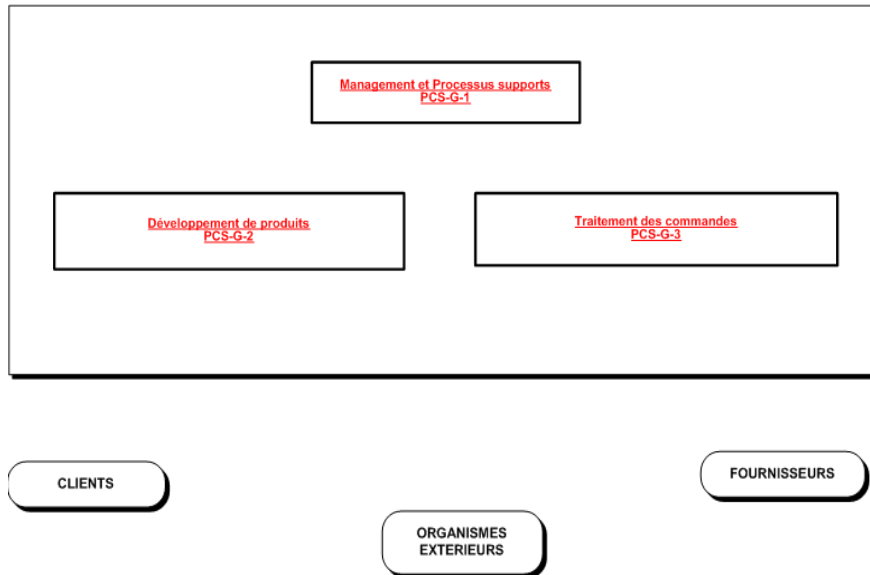 Management et Processus supports
PCS-G-1
Développement de produits
PCS-G-2
Traitement des commandes
PCS-G-3
CLIENTS
FOURNISSEURS
ORGANISMES
EXTERIEURS